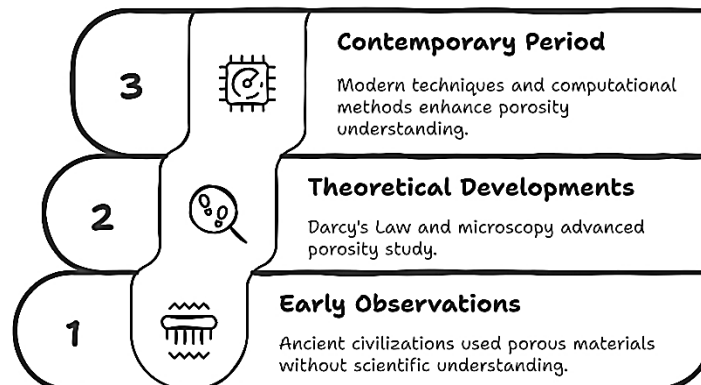 3
Contemporary Period
Modern techniques and computational
methods enhance porosity
understanding.
2
Theoretical Developments
Darcy's Law and microscopy advanced
porosity study.
1
Early Observations
Ancient civilizations used porous materials
without scientific understanding.